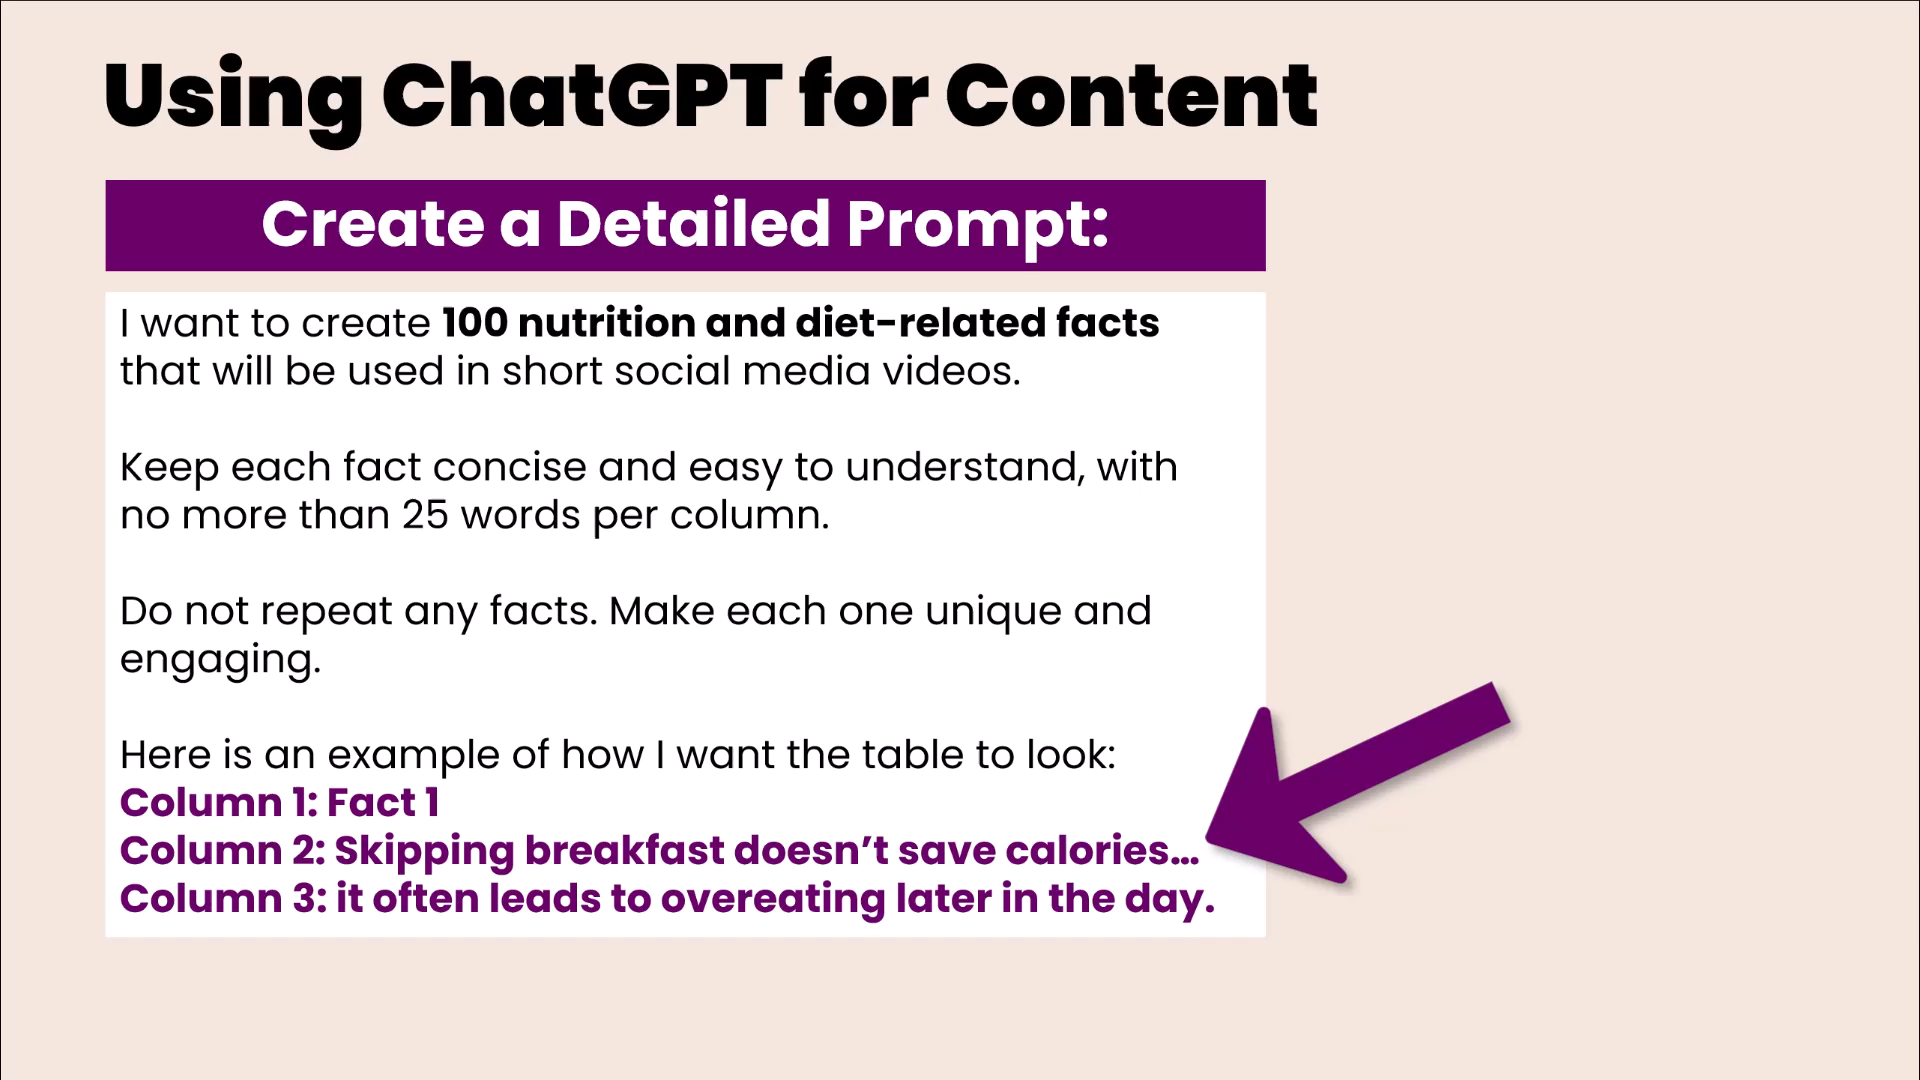 Using ChatGPT for Content
Create a Detailed Prompt:
I want to create 100 nutrition and diet-related facts
that will be used in short social media videos.
Keep each fact concise and easy to understand, with
no more than 25 words per column.
Do not repeat any facts. Make each one unique and
engaging.
Here is an example of how I want the table to look:
Column 1: Fact 1
Column 2: Skipping breakfast doesn’t save calories...
Column 3: it often leads to overeating later in the day.